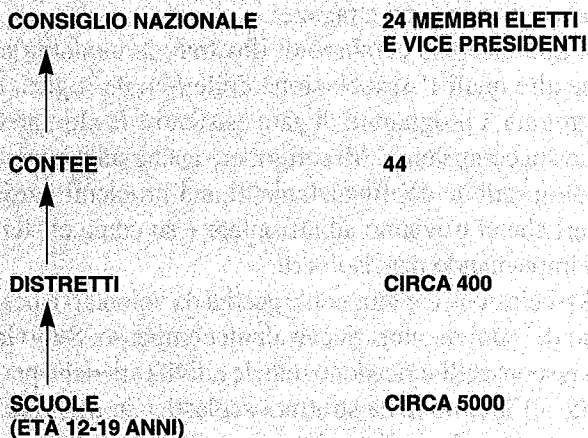 CONSIGLIO NAZIONALE 24 MEMBRI ELETTI
E VICE PRESIDENTI
CONTEE 44
DISTRETTI CIRCA 400
SCUOLE CIRCA 5000
(ETÀ 12-19 ANNI)